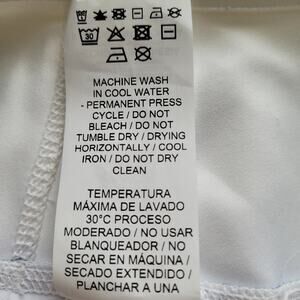 30
MACHINE WASH
IN COOL WATER
- PERMANENT PRESS
CYCLE / DO NOT
BLEACH / DO NOT
TUMBLE DRY / DRYING
HORIZONTALLY / COOL
IRON / DO NOT DRY
CLEAN
TEMPERATURA
MÁXIMA DE LAVADO
30°C PROCESO
MODERADO / NO USAR
BLANQUEADOR / NO
SECAR EN MÁQUINA /
SECADO EXTENDIDO /
PLANCHAR A UNA